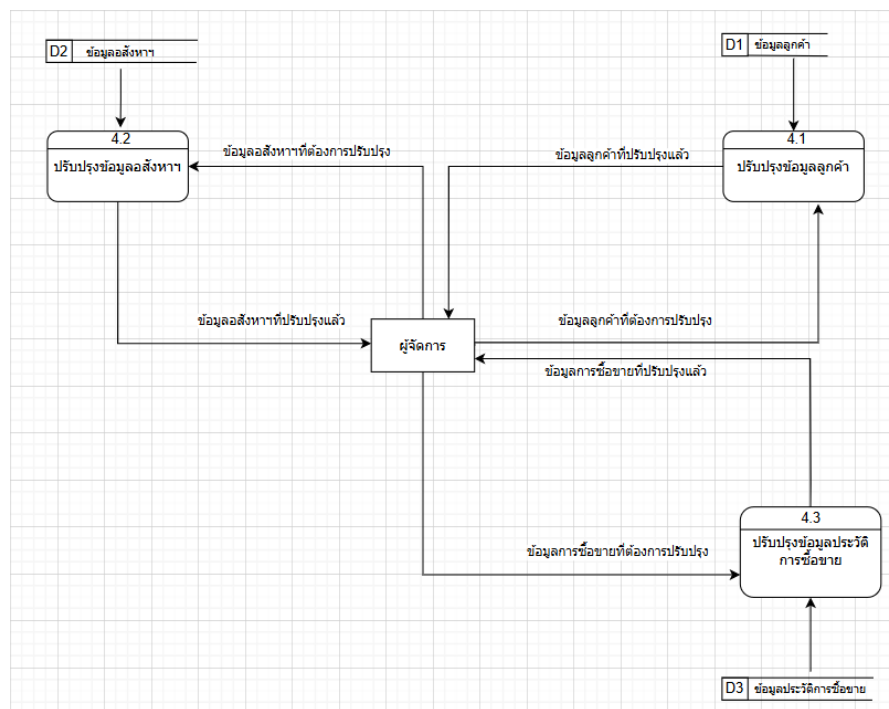 D2 ข้อมูลอสังหาฯ
D1 ข้อมูลลูกค้า
4.2
ปรับปรุงข้อมูลอสังหาฯ
ข้อมูลอสังหาฯที่ต้องการปรับปรุง
ข้อมูลลูกค้าที่ปรับปรุงแล้ว
4.1
ปรับปรุงข้อมูลลูกค้า
ข้อมูลอสังหาฯที่ปรับปรุงแล้ว
ผู้จัดการ
ข้อมูลลูกค้าที่ต้องการปรับปรุง
ข้อมูลการซื้อขายที่ปรับปรุงแล้ว
ข้อมูลการซื้อขายที่ต้องการปรับปรุง
4.3
ปรับปรุงข้อมูลประวัติ
การซื้อขาย
D3 ข้อมูลประวัติการซื้อขาย